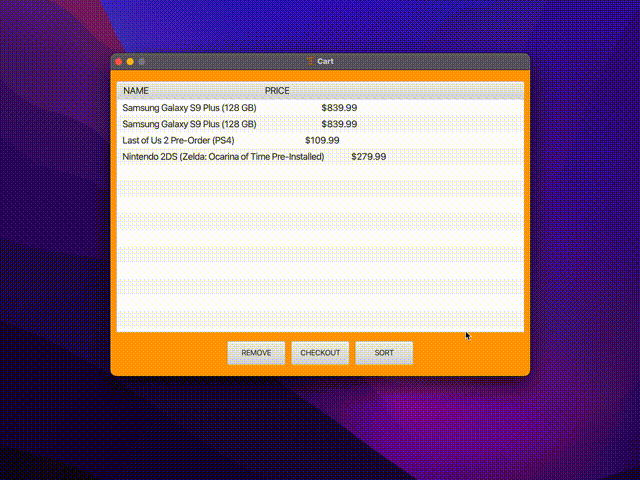 Cart
NAME PRICE
Samsung Galaxy S9 Plus (128 GB) $839.99
Samsung Galaxy S9 Plus (128 GB) $839.99
Last of Us 2 Pre-Order (PS4) $109.99
Nintendo 2DS (Zelda: Ocarina of Time Pre-Installed) $279.99
REMOVE CHECKOUT SORT